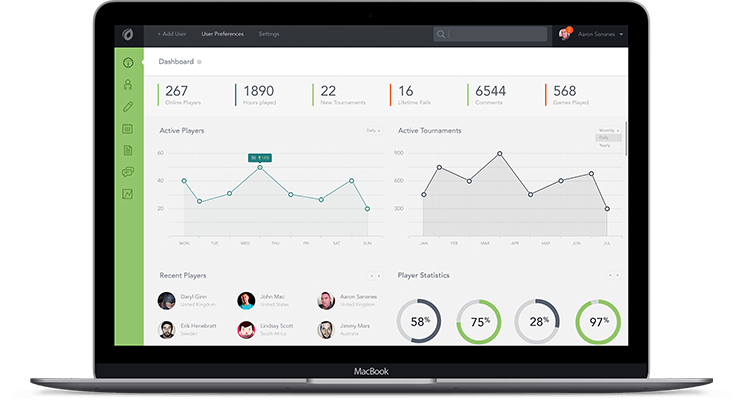 + Add User
User Preferences
Settings
Aaron Sananes
Dashboard
267
Online Players
1890
Hours played
22
New Tournaments
16
Lifetime Fails
6544
Comments
568
Games Played
Active Players
Daily
60
40
20
50
MON
TUE
WED
THU
FRI
SAT
SUN
Active Tournaments
Monthly
Daily
Yearly
900
600
300
JAN
FEB
MAR
APR
MAY
JUN
JUL
Recent Players
Daryl Ginn
United Kingdom
John Mac
United States
Aaron Sananes
United Kingdom
Erik Henebratt
Sweden
Lindsay Scott
South Africa
Jimmy Mars
Australia
Player Statistics
58%
75%
28%
97%
MacBook